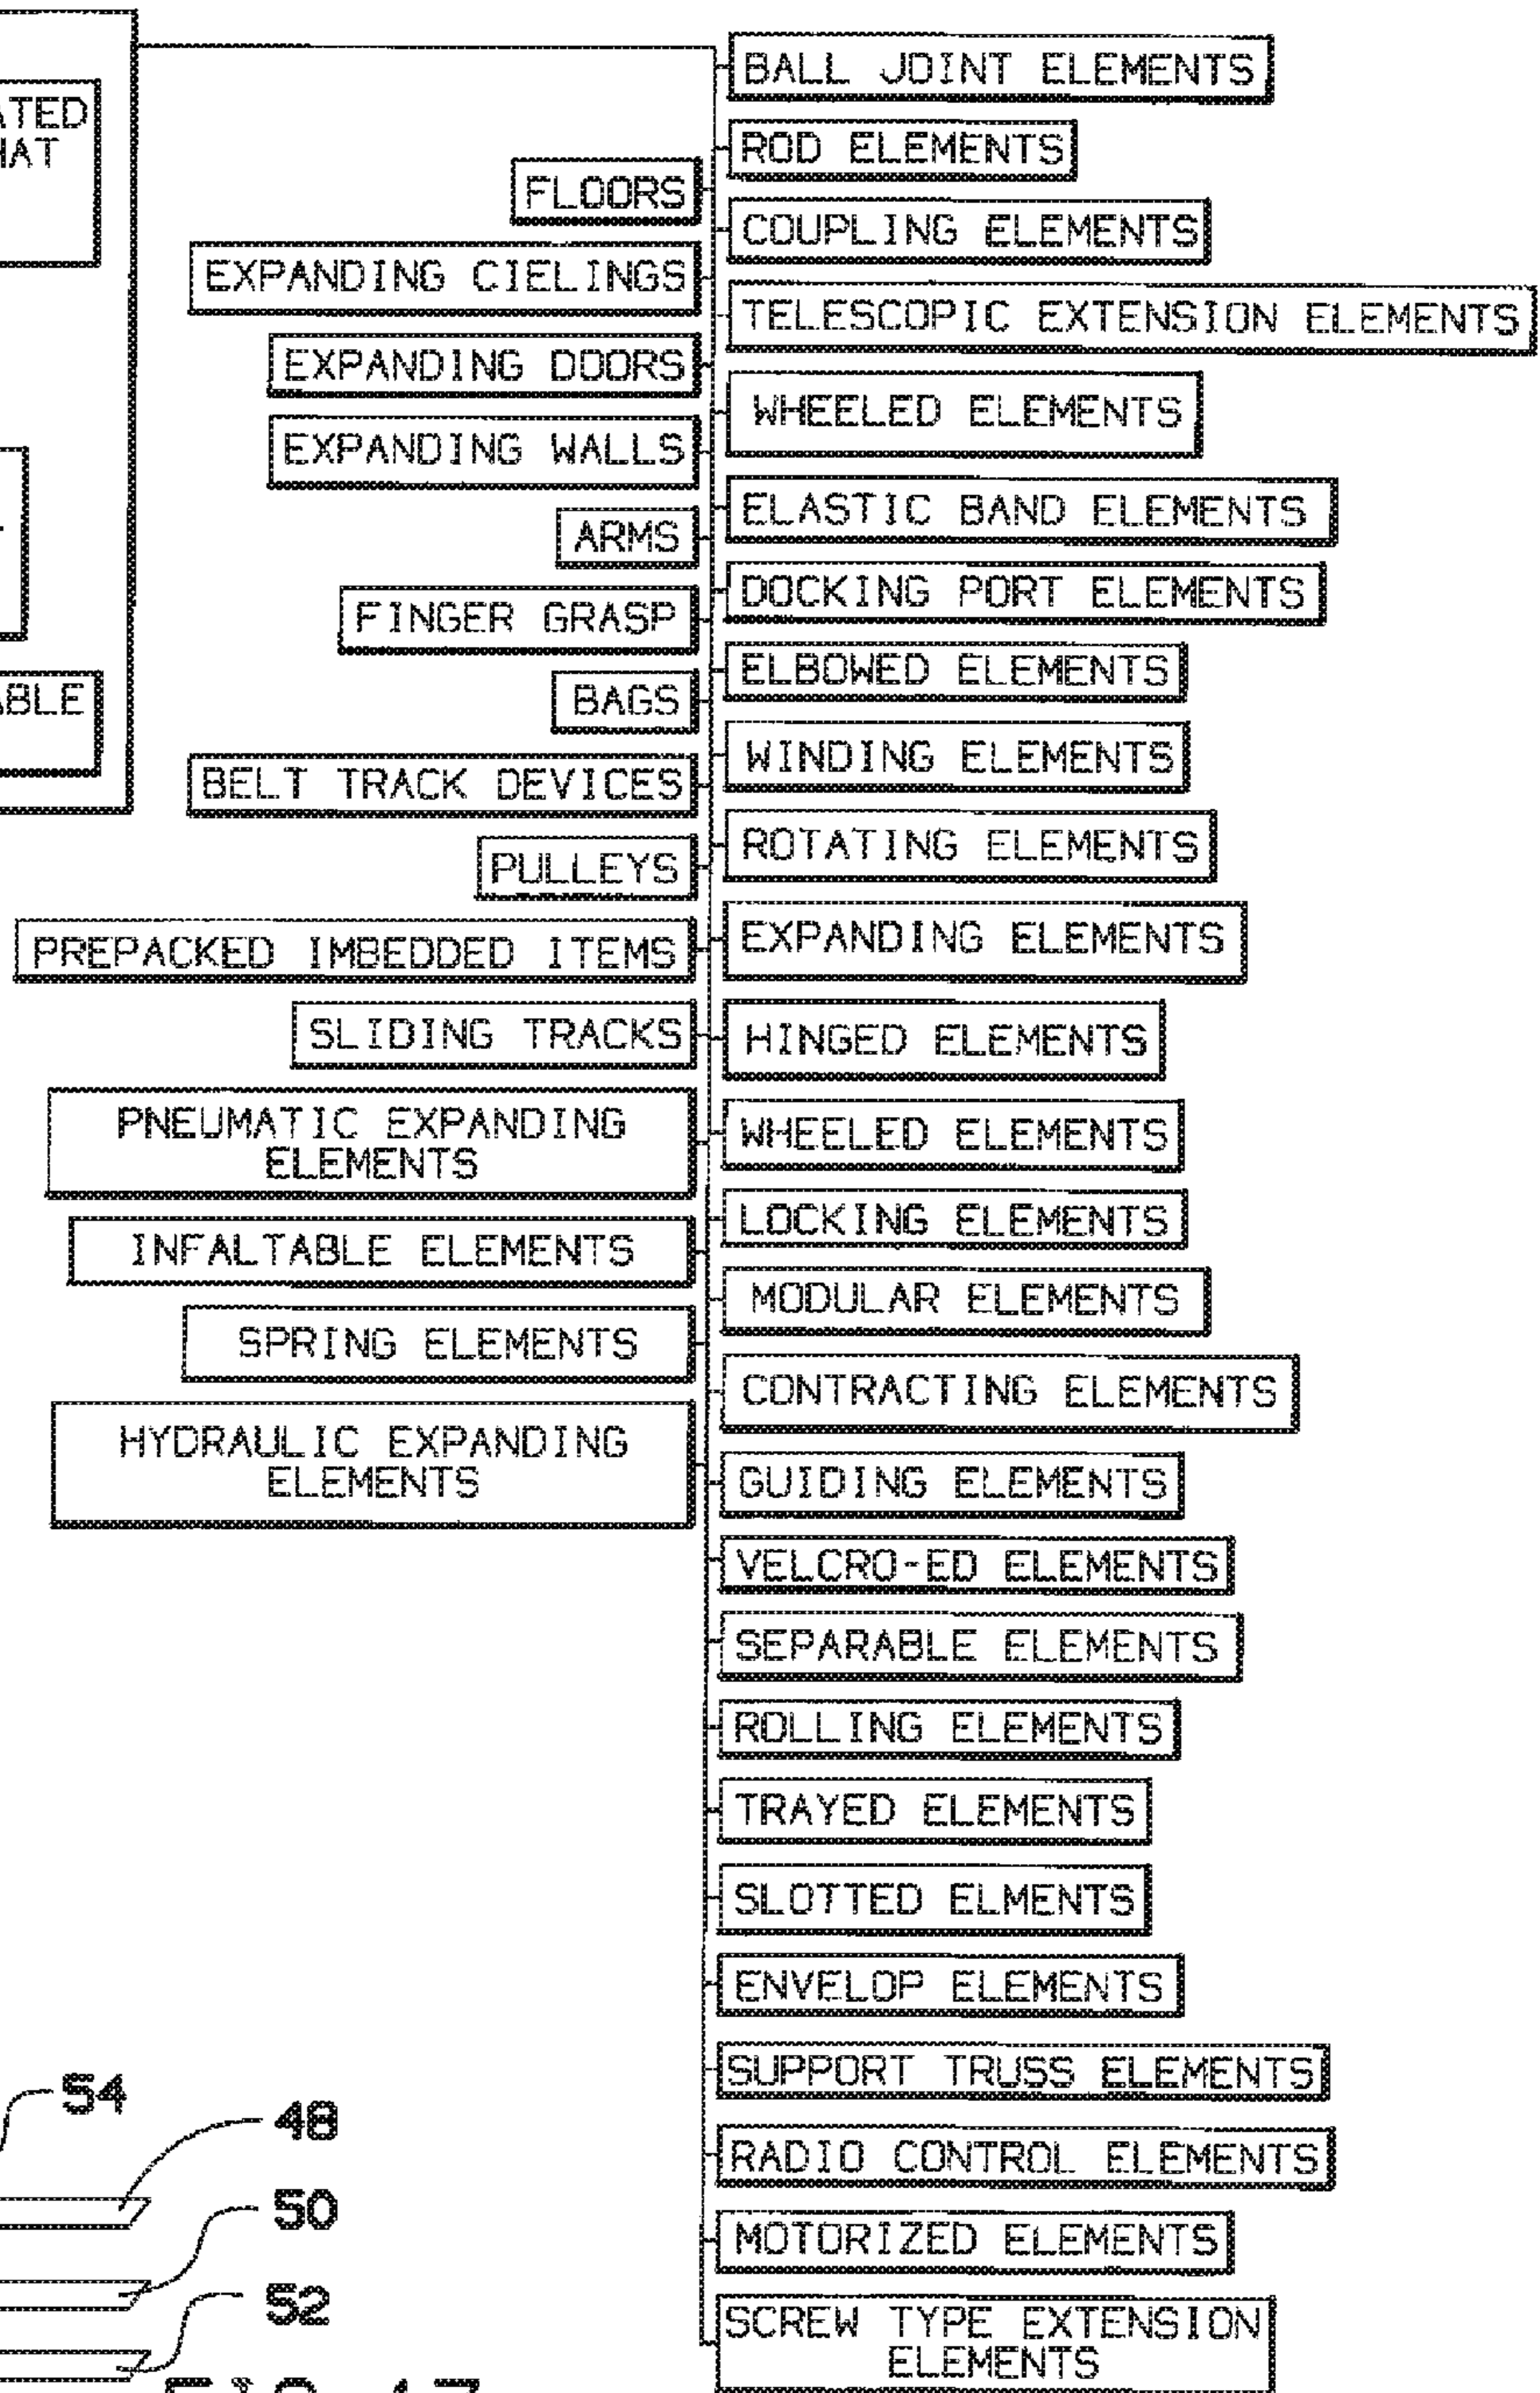 BALL JOINT ELEMENTS
ROD ELEMENTS
COUPLING ELEMENTS
TELESCOPIC EXTENSION ELEMENTS
WHEELED ELEMENTS
ELASTIC BAND ELEMENTS
DOCKING PORT ELEMENTS
ELBOWED ELEMENTS
WINDING ELEMENTS
ROTATING ELEMENTS
EXPANDING ELEMENTS
HINGED ELEMENTS
WHEELED ELEMENTS
LOCKING ELEMENTS
MODULAR ELEMENTS
CONTRACTING ELEMENTS
GUIDING ELEMENTS
VELCRO-ED ELEMENTS
SEPARABLE ELEMENTS
ROLLING ELEMENTS
TRAYED ELEMENTS
SLOTTED ELMENTS
ENVELOP ELEMENTS
SUPPORT TRUSS ELEMENTS
RADIO CONTROL ELEMENTS
MOTORIZED ELEMENTS
SCREW TYPE EXTENSION
ELEMENTS
FLOORS
EXPANDING CIELINGS
EXPANDING DOORS
EXPANDING WALLS
ARMS
FINGER GRASP
BAGS
BELT TRACK DEVICES
PULLEYS
PREPACKED IMBEDDED ITEMS
SLIDING TRACKS
PNEUMATIC EXPANDING
ELEMENTS
INFALTABLE ELEMENTS
SPRING ELEMENTS
HYDRAULIC EXPANDING
ELEMENTS
54
48
50
52